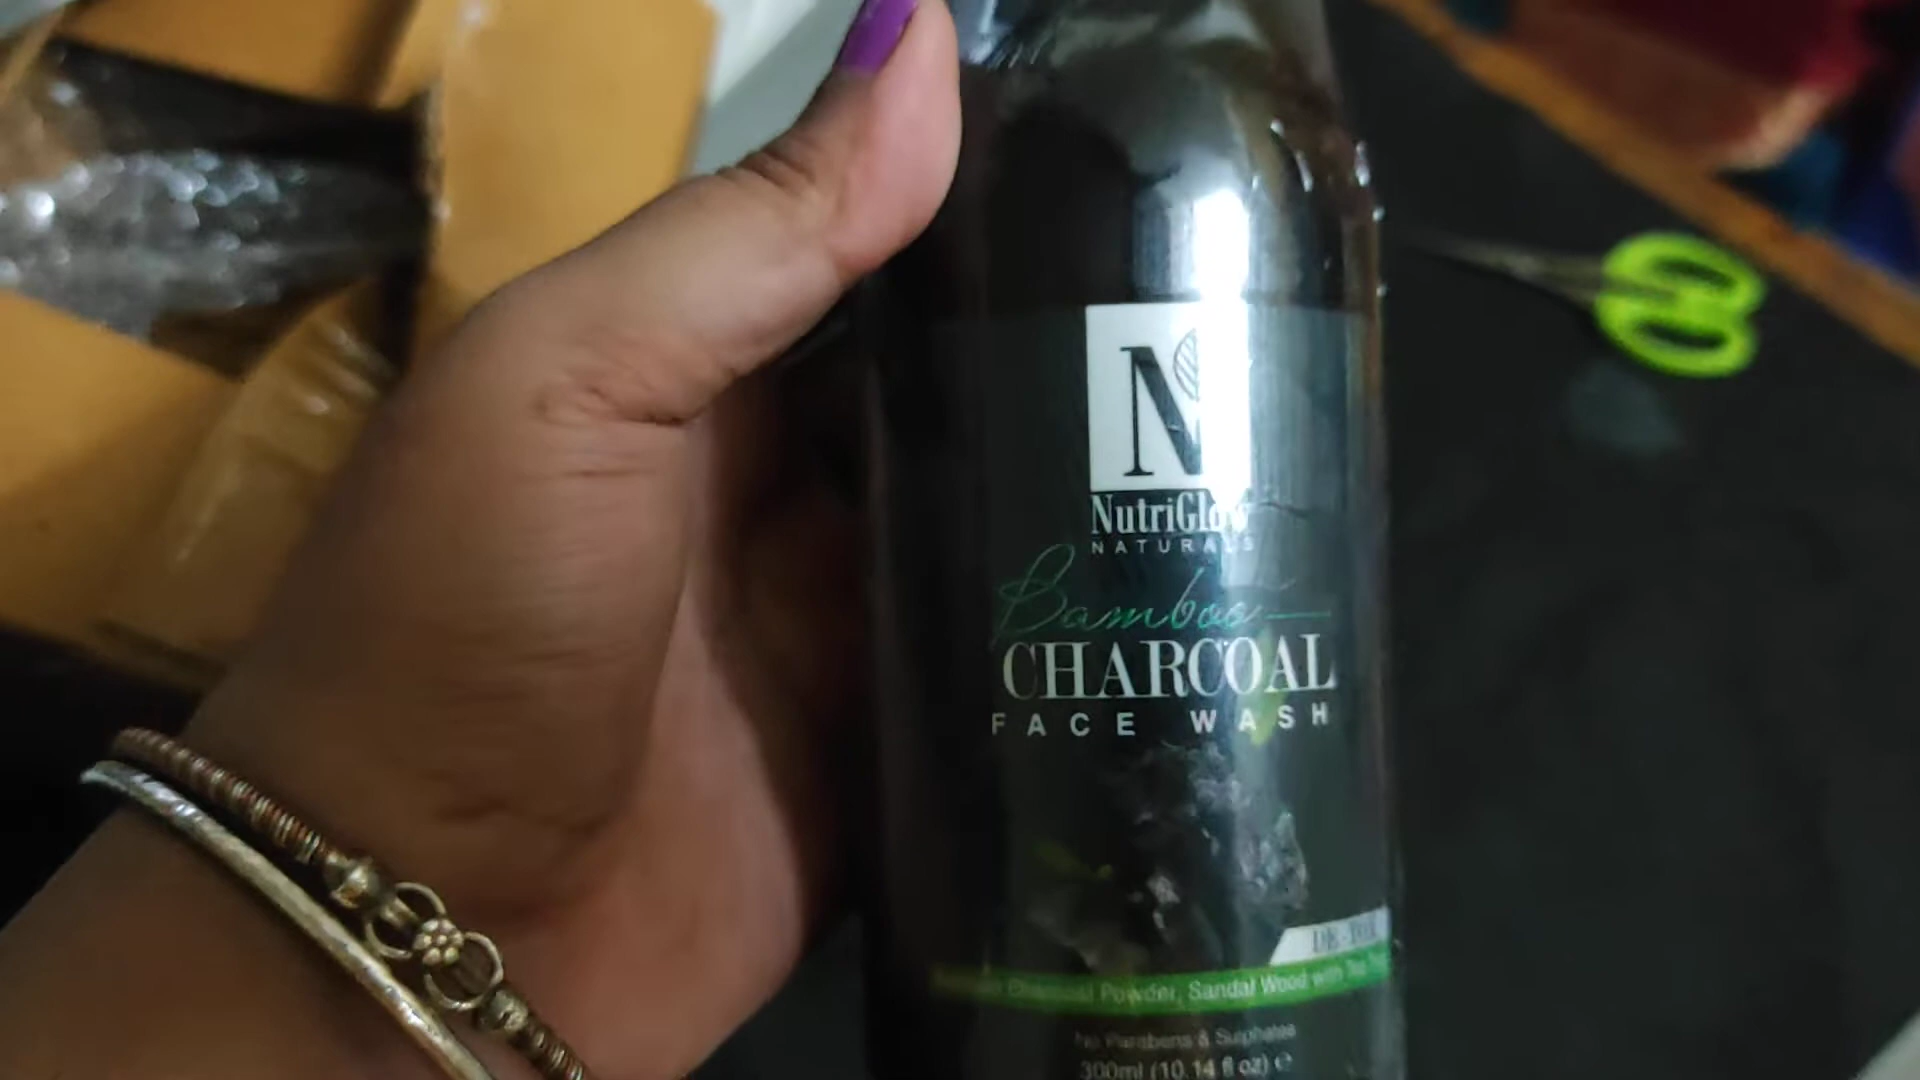 N
NutriGlow
NATURALS
Bamboo
CHARCOAL
FACE WASH
DE-TOX
Charcoal Powder, Sandal Wood with Tea
No Parabens & Sulphates
300ml (10.14 fl oz) e